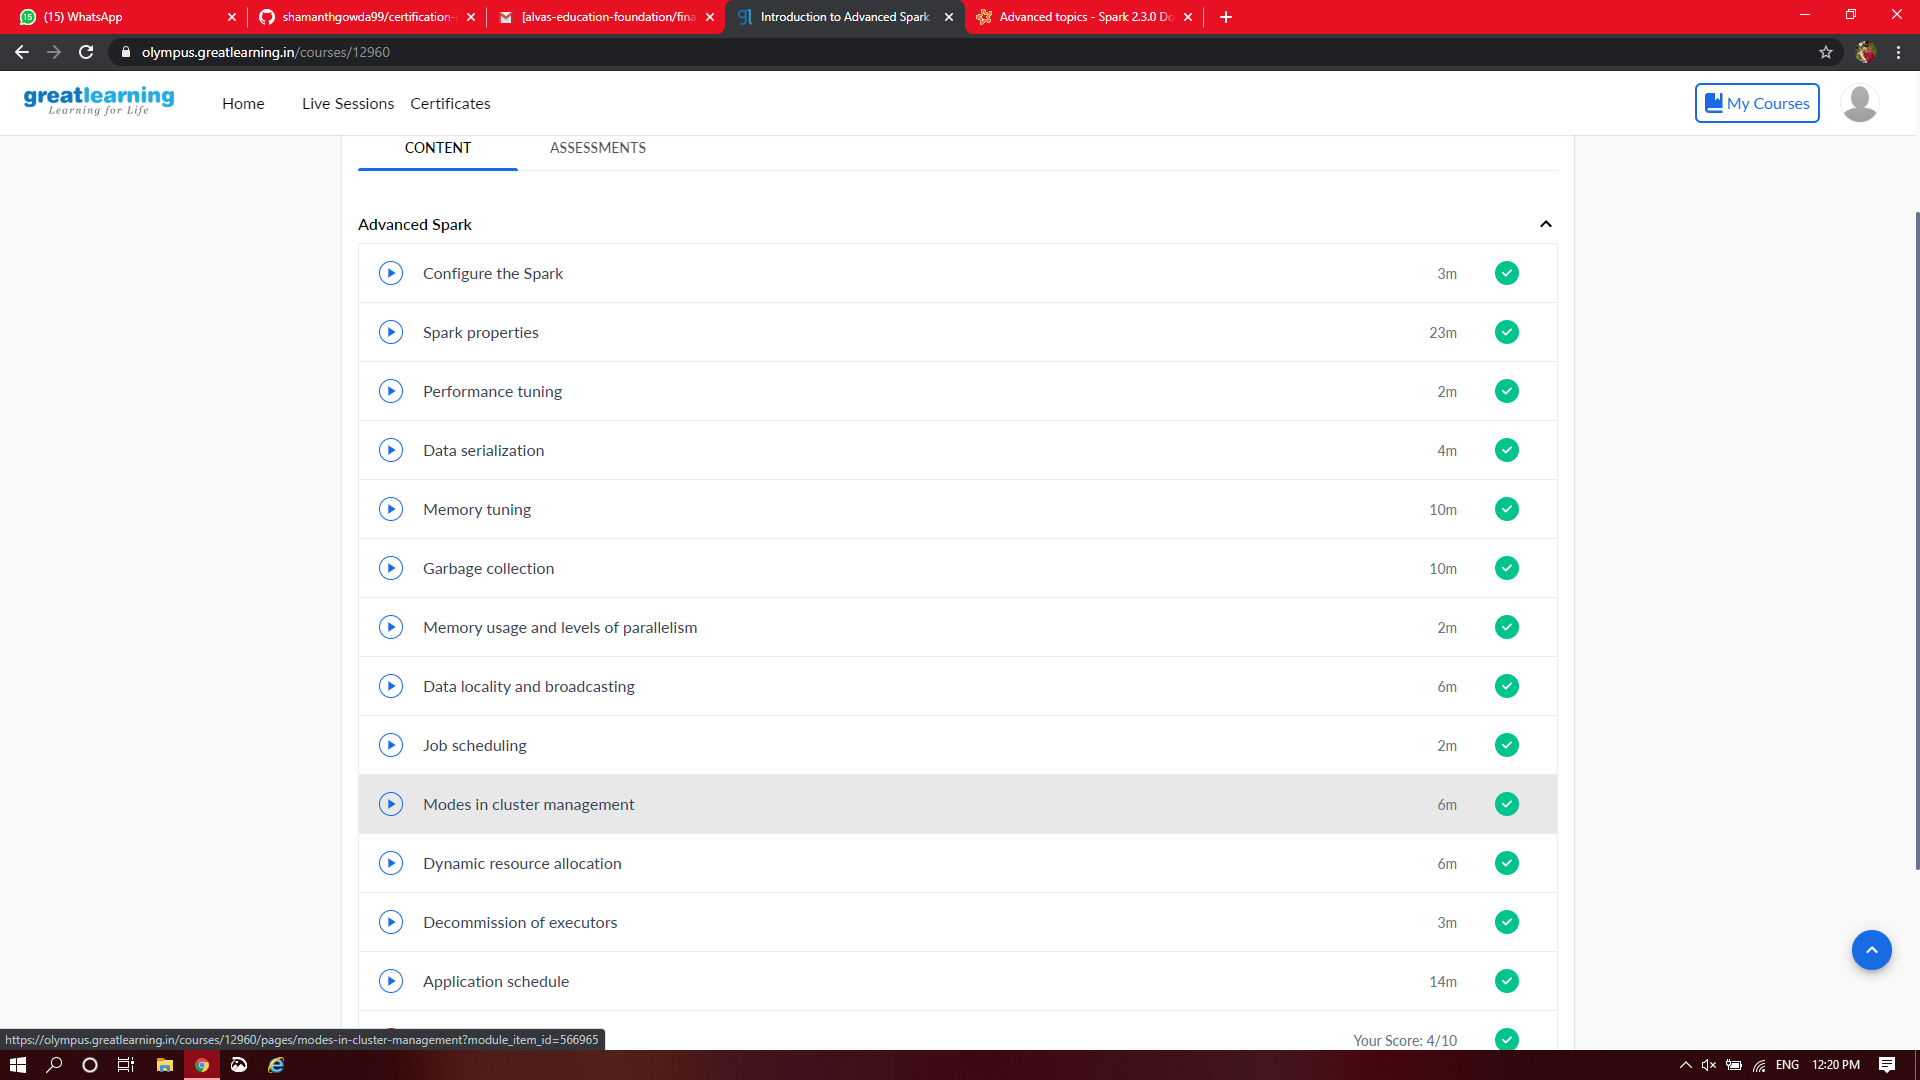 15
(15) WhatsApp
shamanthgowda99/certification-
[alvas-education-foundation/fina
Introduction to Advanced Spark
Advanced topics - Spark 2.3.0 Do
olympus.greatlearning.in/courses/12960
greatlearning
Learning for Life
Home
Live Sessions
Certificates
My Courses
CONTENT
ASSESSMENTS
Advanced Spark
Configure the Spark 3m
Spark properties 23m
Performance tuning 2m
Data serialization 4m
Memory tuning 10m
Garbage collection 10m
Memory usage and levels of parallelism 2m
Data locality and broadcasting 6m
Job scheduling 2m
Modes in cluster management 6m
Dynamic resource allocation 6m
Decommission of executors 3m
Application schedule 14m
Your Score: 4/10
https://olympus.greatlearning.in/courses/12960/pages/modes-in-cluster-management?module_item_id=566965
ENG
12:20 PM